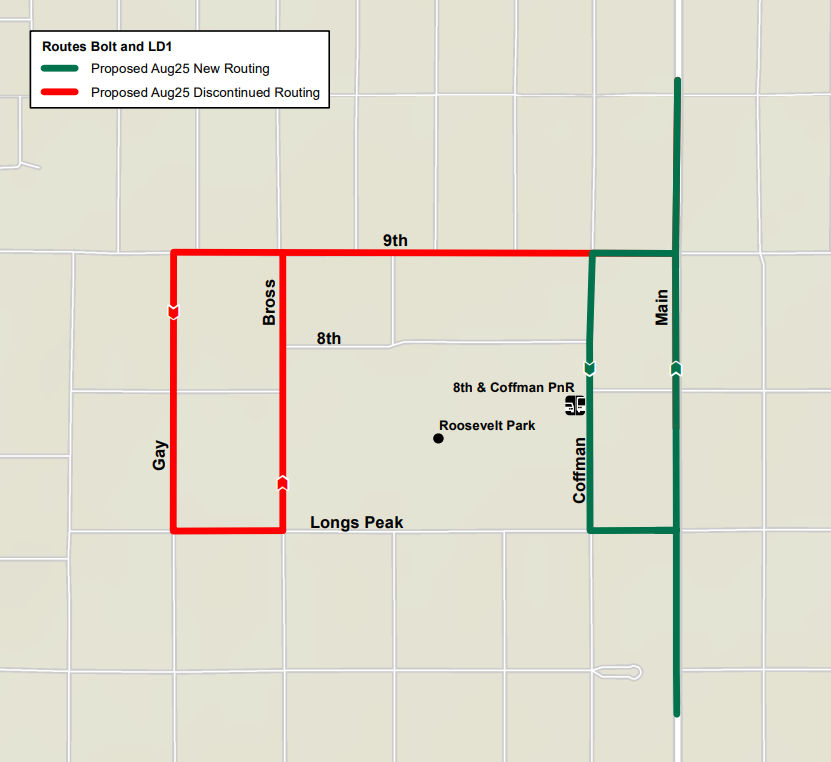 Routes Bolt and LD1
Proposed Aug25 New Routing
Proposed Aug25 Discontinued Routing
9th
Bross
Main
8th
8th & Coffman PnR
Roosevelt Park
Gay
Coffman
Longs Peak